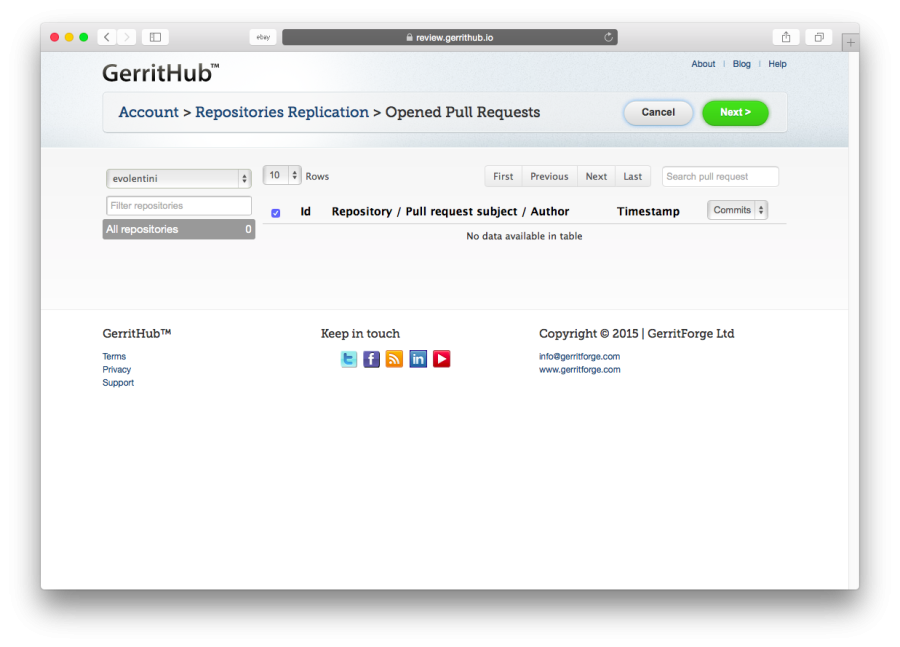 ebay
review.gerrithub.io
About | Blog | Help
GerritHub™
Account > Repositories Replication > Opened Pull Requests
Cancel
Next >
evolentini
10 Rows
First Previous Next Last
Search pull request
Filter repositories
Id Repository / Pull request subject / Author Timestamp Commits
All repositories 0
No data available in table
GerritHub™
Terms
Privacy
Support
Keep in touch
Copyright © 2015 | GerritForge Ltd
info@gerritforge.com
www.gerritforge.com